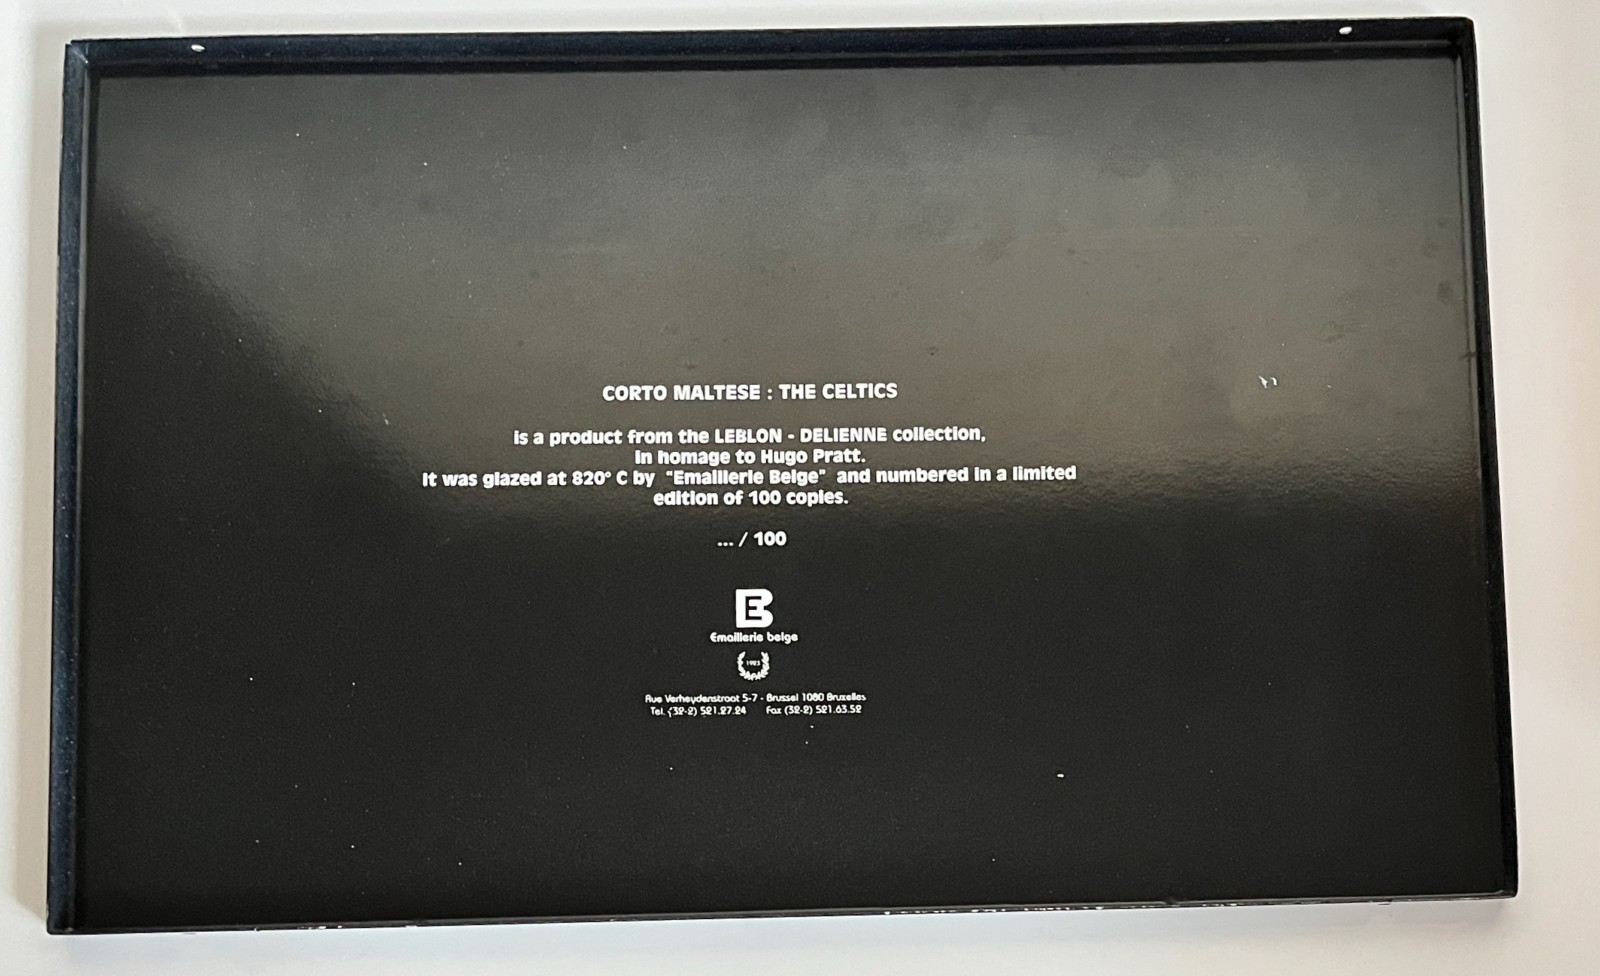 CORTO MALTESE : THE CELTICS
is a product from the LEBLON - DELIENNE collection,
in homage to Hugo Pratt.
It was glazed at 820° C by "Emaillerie Belge" and numbered in a limited
edition of 100 copies.
... / 100
EB
Emaillerie belge
Rue Verheydenstraat 5-7 - Brussel 1080 Bruxelles
Tel. (32-2) 521.27.24 Fax (32-2) 521.63.52